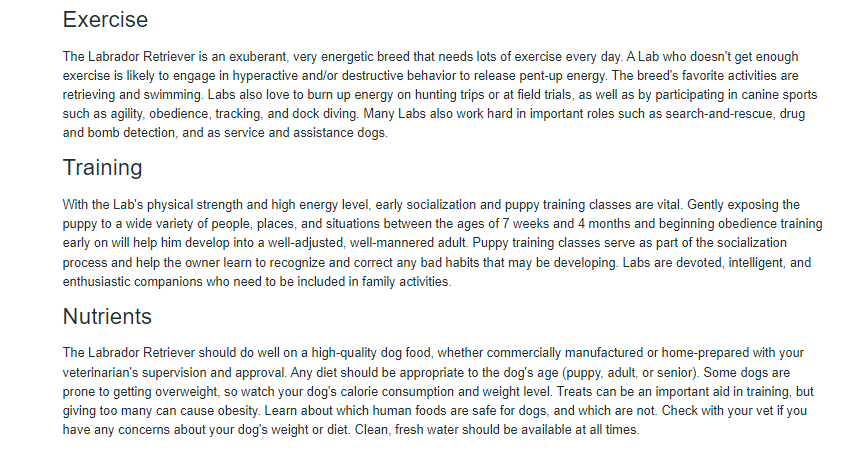 Exercise
The Labrador Retriever is an exuberant, very energetic breed that needs lots of exercise every day. A Lab who doesn't get enough
exercise is likely to engage in hyperactive and/or destructive behavior to release pent-up energy. The breed's favorite activities are
retrieving and swimming. Labs also love to burn up energy on hunting trips or at field trials, as well as by participating in canine sports
such as agility, obedience, tracking, and dock diving. Many Labs also work hard in important roles such as search-and-rescue, drug
and bomb detection, and as service and assistance dogs.
Training
With the Lab's physical strength and high energy level, early socialization and puppy training classes are vital. Gently exposing the
puppy to a wide variety of people, places, and situations between the ages of 7 weeks and 4 months and beginning obedience training
early on will help him develop into a well-adjusted, well-mannered adult. Puppy training classes serve as part of the socialization
process and help the owner learn to recognize and correct any bad habits that may be developing. Labs are devoted, intelligent, and
enthusiastic companions who need to be included in family activities.
Nutrients
The Labrador Retriever should do well on a high-quality dog food, whether commercially manufactured or home-prepared with your
veterinarian's supervision and approval. Any diet should be appropriate to the dog's age (puppy, adult, or senior). Some dogs are
prone to getting overweight, so watch your dog's calorie consumption and weight level. Treats can be an important aid in training, but
giving too many can cause obesity. Learn about which human foods are safe for dogs, and which are not. Check with your vet if you
have any concerns about your dog's weight or diet. Clean, fresh water should be available at all times.